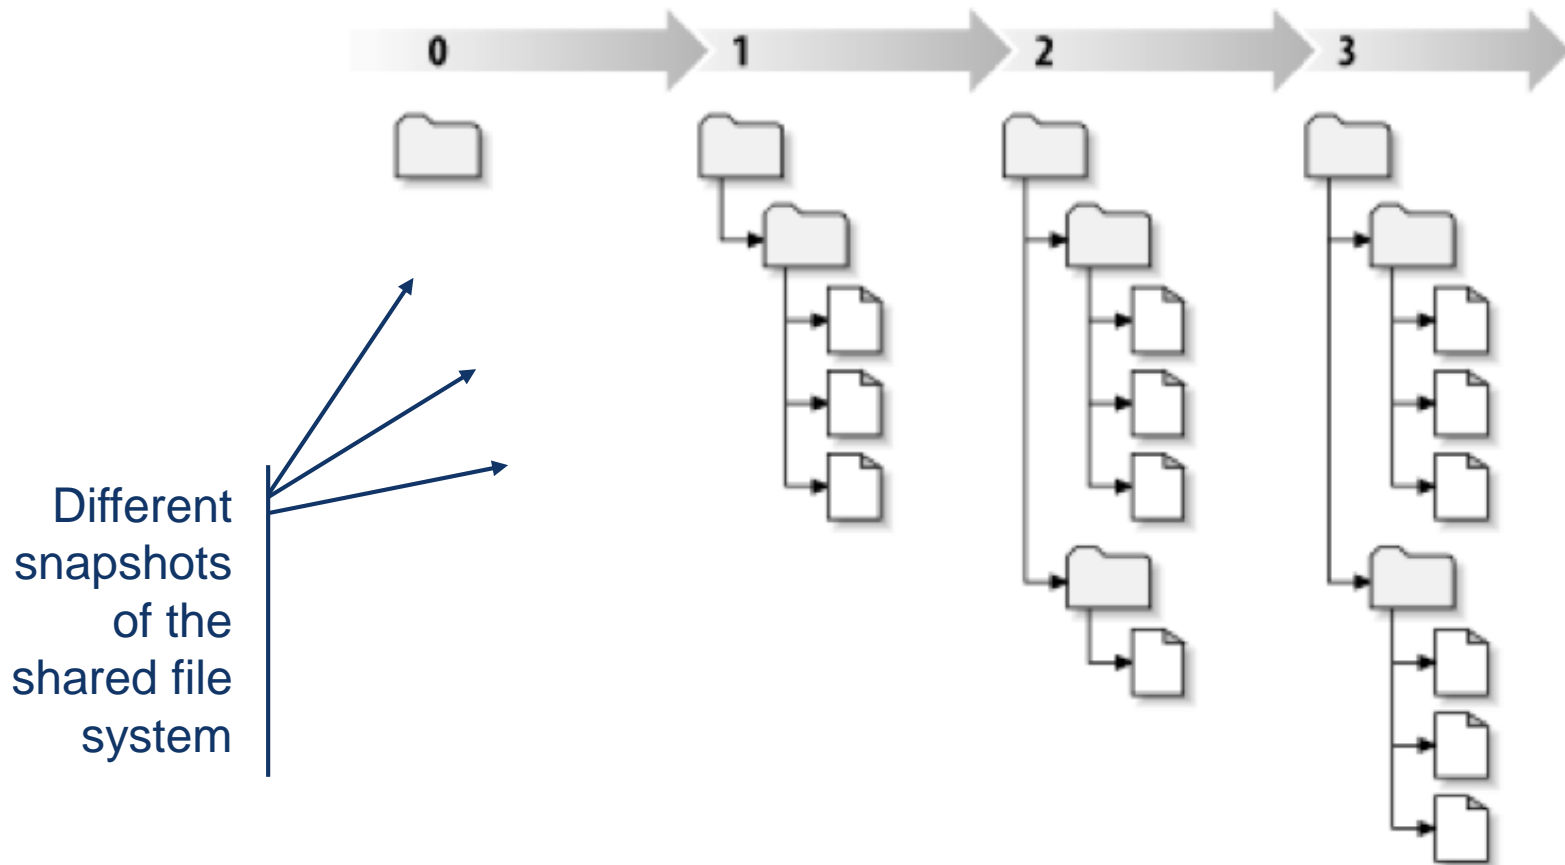 0 1 2 3
Different
snapshots
of the
shared file
system